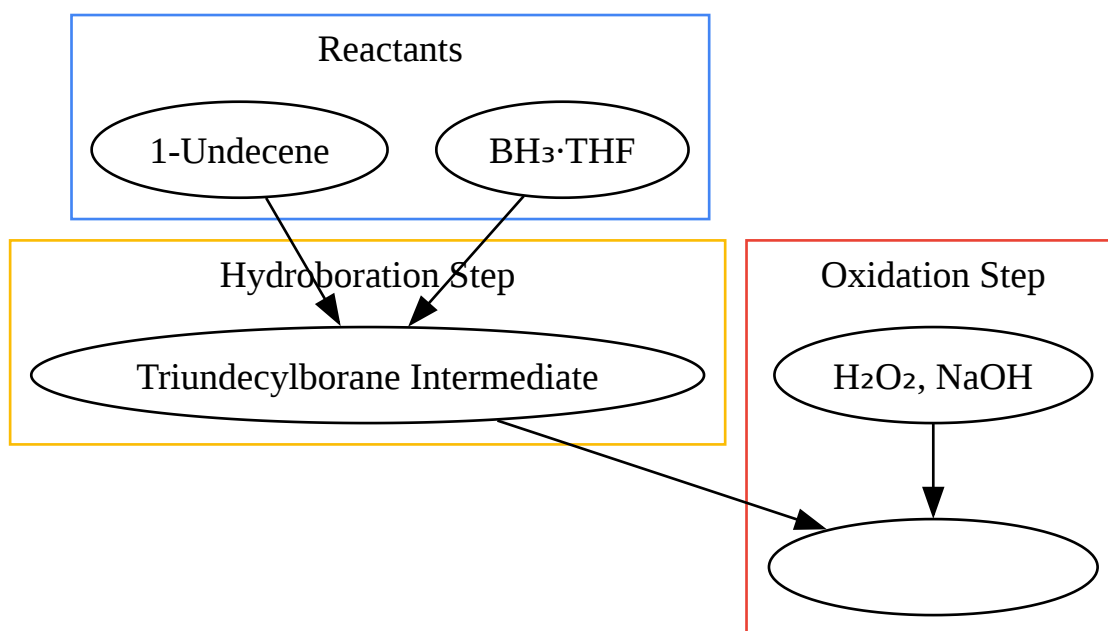 Reactants
1-Undecene
BH₃·THF
Hydroboration Step
Triundecylborane Intermediate
Oxidation Step
H₂O₂, NaOH